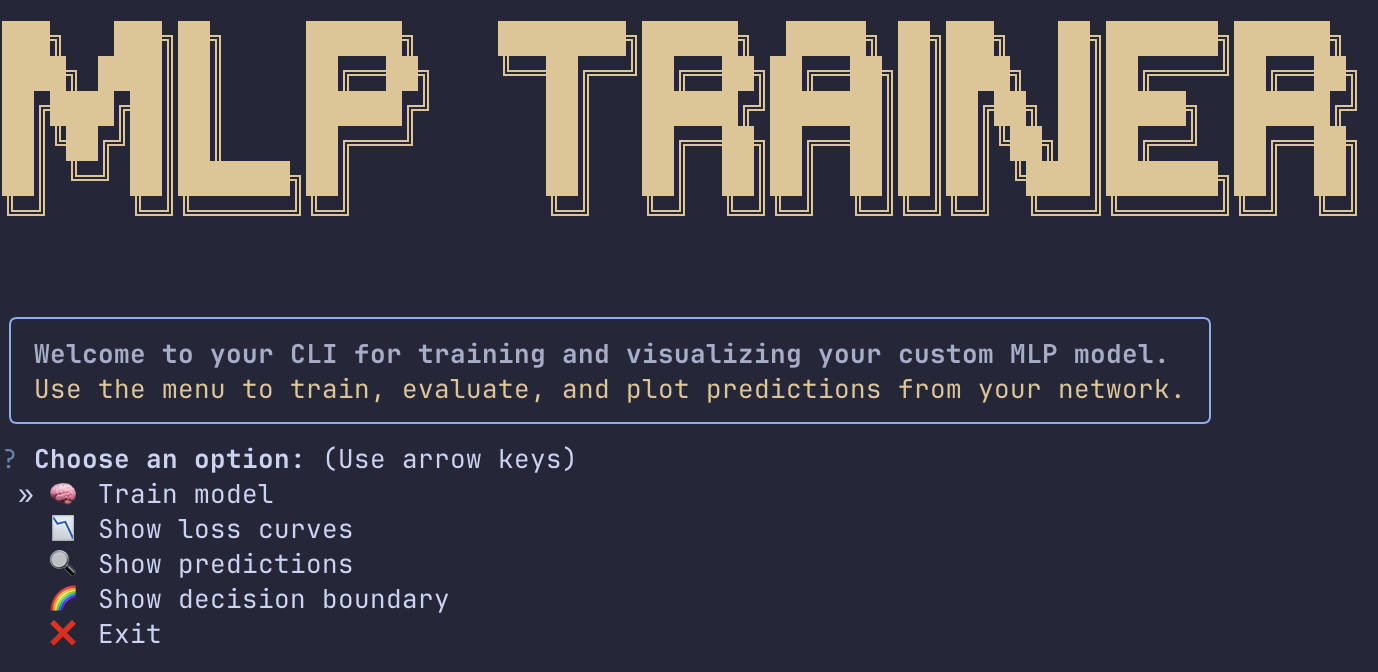 MLP TRAINER
Welcome to your CLI for training and visualizing your custom MLP model.
Use the menu to train, evaluate, and plot predictions from your network.
? Choose an option: (Use arrow keys)
» 🧠 Train model
📉 Show loss curves
🔍 Show predictions
🌈 Show decision boundary
❌ Exit